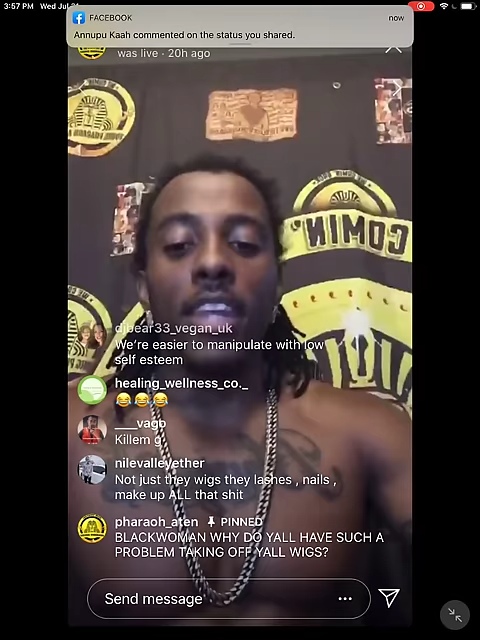 3:57 PM Wed Jul
FACEBOOK
now
Annupu Kaah commented on the status you shared.
was live · 20h ago
COMIN'
djbear33_vegan_uk
We're easier to manipulate with low
self esteem
healing_wellness_co._
😂😂😂
____vago
Killem g
nilevalleyether
Not just they wigs they lashes , nails ,
make up ALL that shit
pharaoh_aten PINNED
BLACKWOMAN WHY DO YALL HAVE SUCH A
PROBLEM TAKING OFF YALL WIGS?
Send message